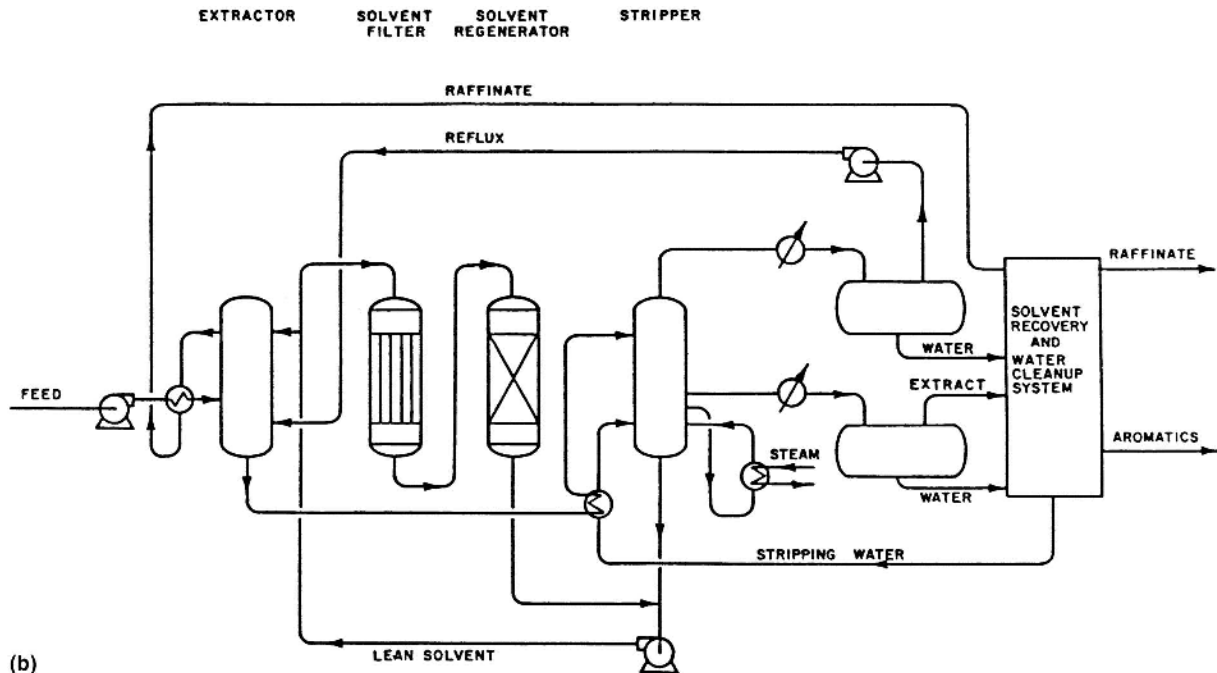 EXTRACTOR
SOLVENT
FILTER
SOLVENT
REGENERATOR
STRIPPER
RAFFINATE
REFLUX
RAFFINATE
SOLVENT
RECOVERY
AND
WATER
CLEANUP
SYSTEM
WATER
EXTRACT
FEED
AROMATICS
STEAM
WATER
STRIPPING WATER
LEAN SOLVENT
(b)